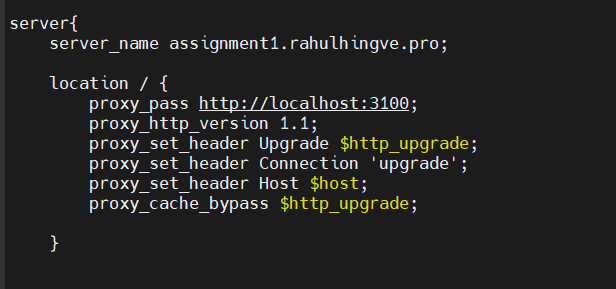 server{
    server_name assignment1.rahulhingve.pro;
    location / {
        proxy_pass http://localhost:3100;
        proxy_http_version 1.1;
        proxy_set_header Upgrade $http_upgrade;
        proxy_set_header Connection 'upgrade';
        proxy_set_header Host $host;
        proxy_cache_bypass $http_upgrade;
    }